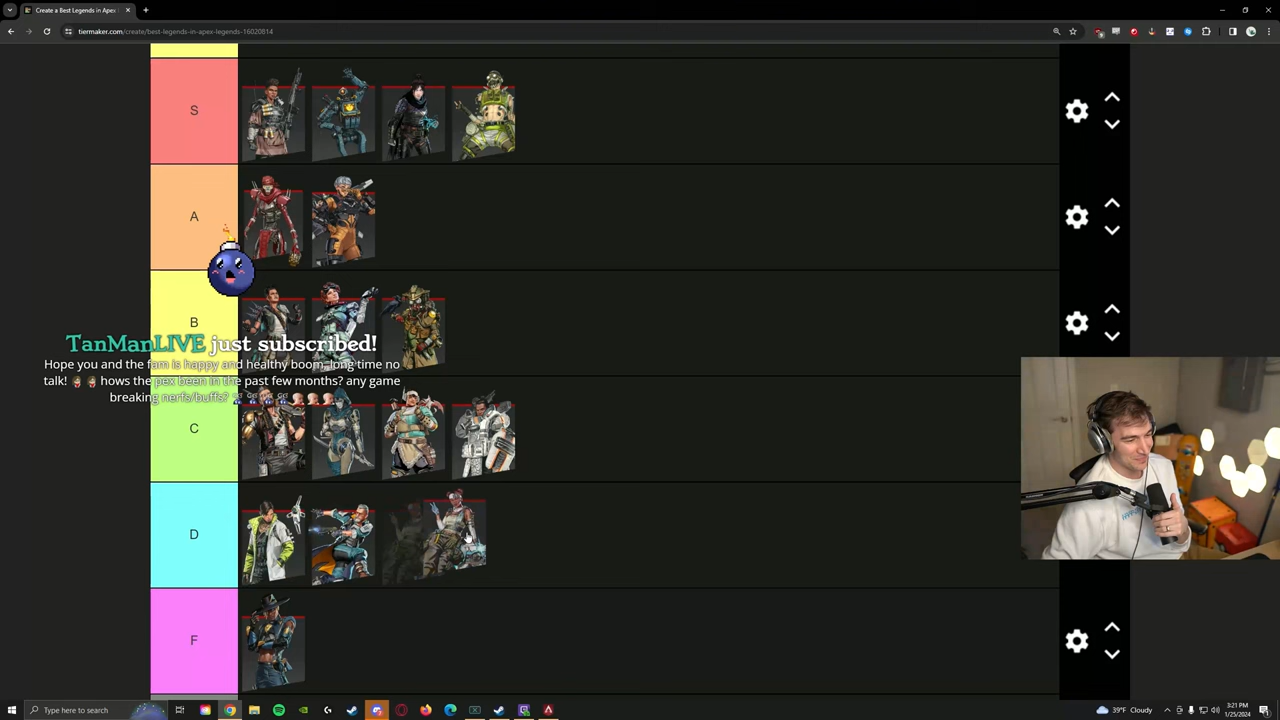 Create a Best Legends in Apex
tiermaker.com/create/best-legends-in-apex-legends-16020814
S
A
B
TanManLIVE just subscribed!
Hope you and the fam is happy and healthy boom, long time no
talk! hows the pex been in the past few months? any game
breaking nerfs/buffs?
C
D
F
Type here to search
39°F Cloudy
3:21 PM
1/25/2024